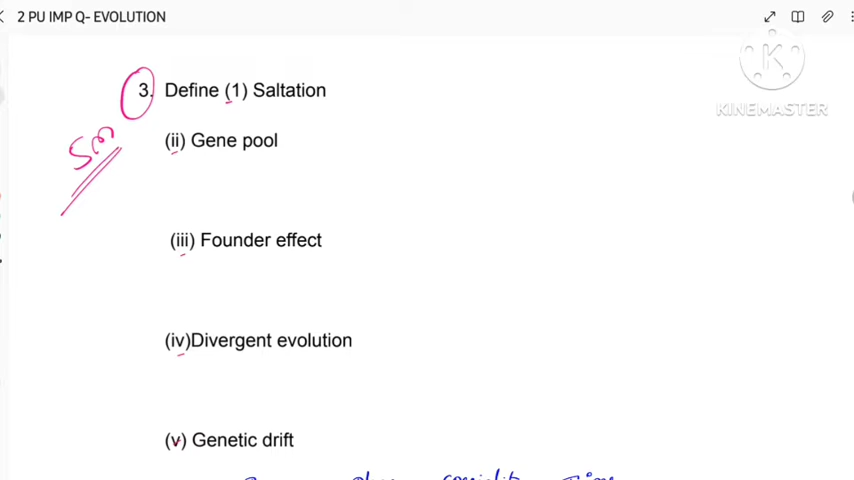 2 PU IMP Q- EVOLUTION
KINEMASTER
3. Define (1) Saltation
5m
(ii) Gene pool
(iii) Founder effect
(iv)Divergent evolution
(v) Genetic drift